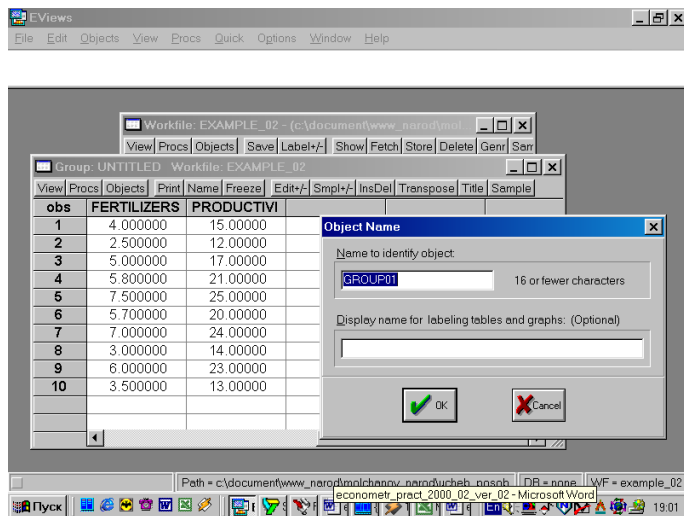 EViews
File Edit Objects View Procs Quick Options Window Help
Workfile: EXAMPLE_02 - (c:\document\www_narod\mol...
View Procs Objects Save Label+/- Show Fetch Store Delete Genr Sam
Group: UNTITLED Workfile: EXAMPLE_02
View Procs Objects Print Name Freeze Edit+/- Smpl+/- InsDel Transpose Title Sample
obs FERTILIZERS PRODUCTIVI
1 4.000000 15.00000
2 2.500000 12.00000
3 5.000000 17.00000
4 5.800000 21.00000
5 7.500000 25.00000
6 5.700000 20.00000
7 7.000000 24.00000
8 3.000000 14.00000
9 6.000000 23.00000
10 3.500000 13.00000
Object Name
Name to identify object:
GROUP01 16 or fewer characters
Display name for labeling tables and graphs: (Optional)
OK Cancel
Path = c:\document\www_narod\molchanov_narod\ucheb_posob DB = none WF = example_02
econometr_pract_2000_02_ver_02 - Microsoft Word
Пуск En 19:01